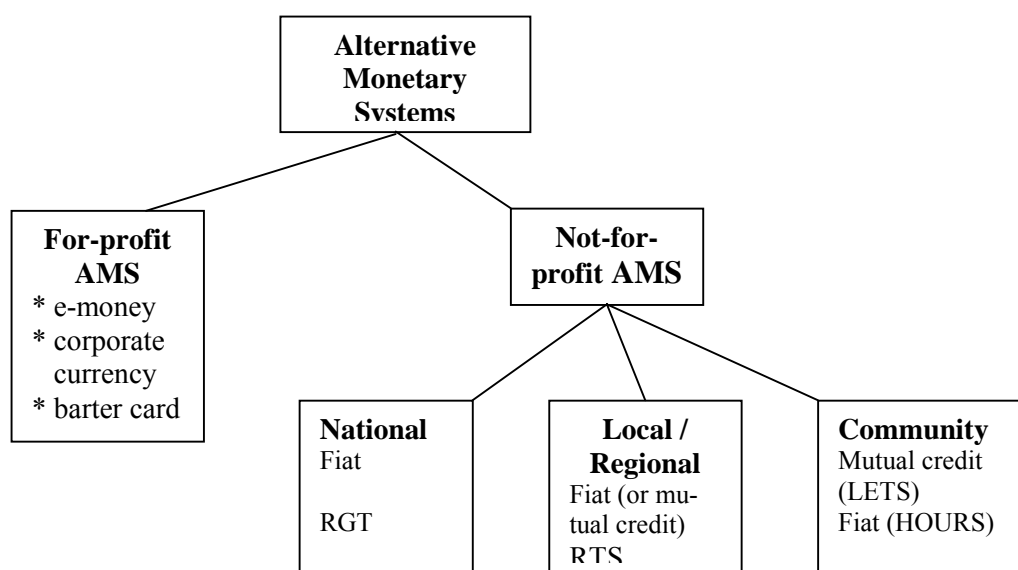 Alternative
Monetary
Systems
For-profit
AMS
* e-money
* corporate
currency
* barter card
Not-for-
profit AMS
National
Fiat
RGT
Local /
Regional
Fiat (or mu-
tual credit)
RTS
Community
Mutual credit
(LETS)
Fiat (HOURS)